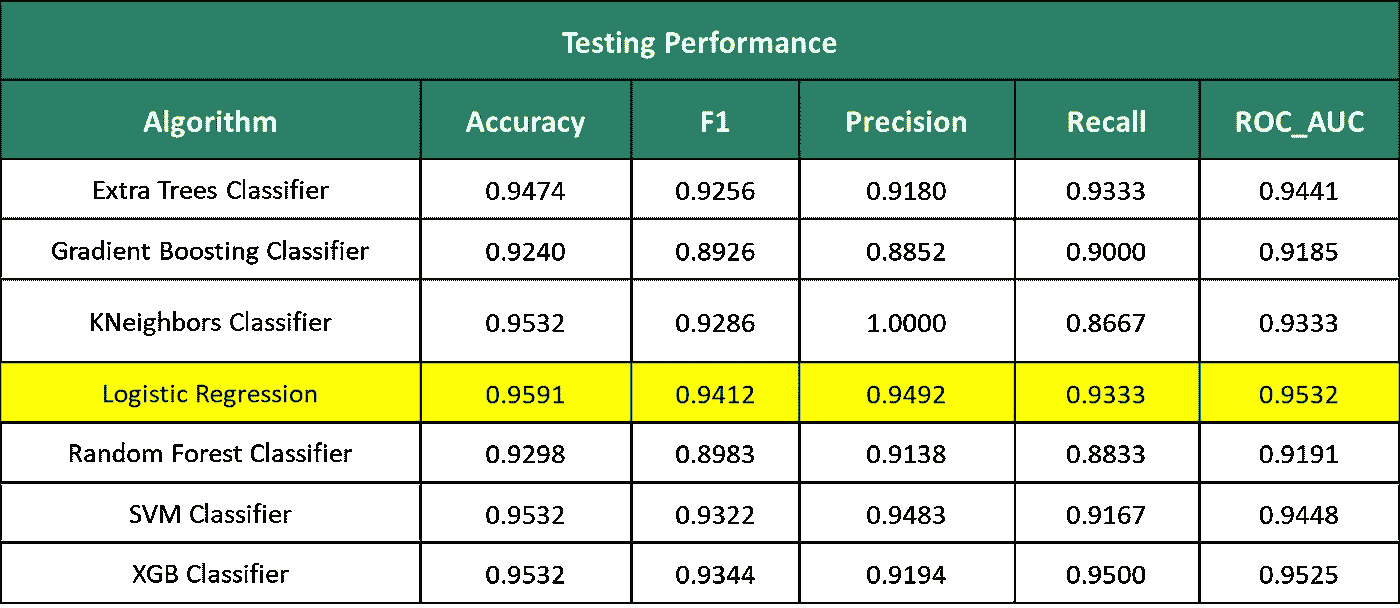 Testing Performance
Algorithm Accuracy F1 Precision Recall ROC_AUC
Extra Trees Classifier 0.9474 0.9256 0.9180 0.9333 0.9441
Gradient Boosting Classifier 0.9240 0.8926 0.8852 0.9000 0.9185
KNeighbors Classifier 0.9532 0.9286 1.0000 0.8667 0.9333
Logistic Regression 0.9591 0.9412 0.9492 0.9333 0.9532
Random Forest Classifier 0.9298 0.8983 0.9138 0.8833 0.9191
SVM Classifier 0.9532 0.9322 0.9483 0.9167 0.9448
XGB Classifier 0.9532 0.9344 0.9194 0.9500 0.9525